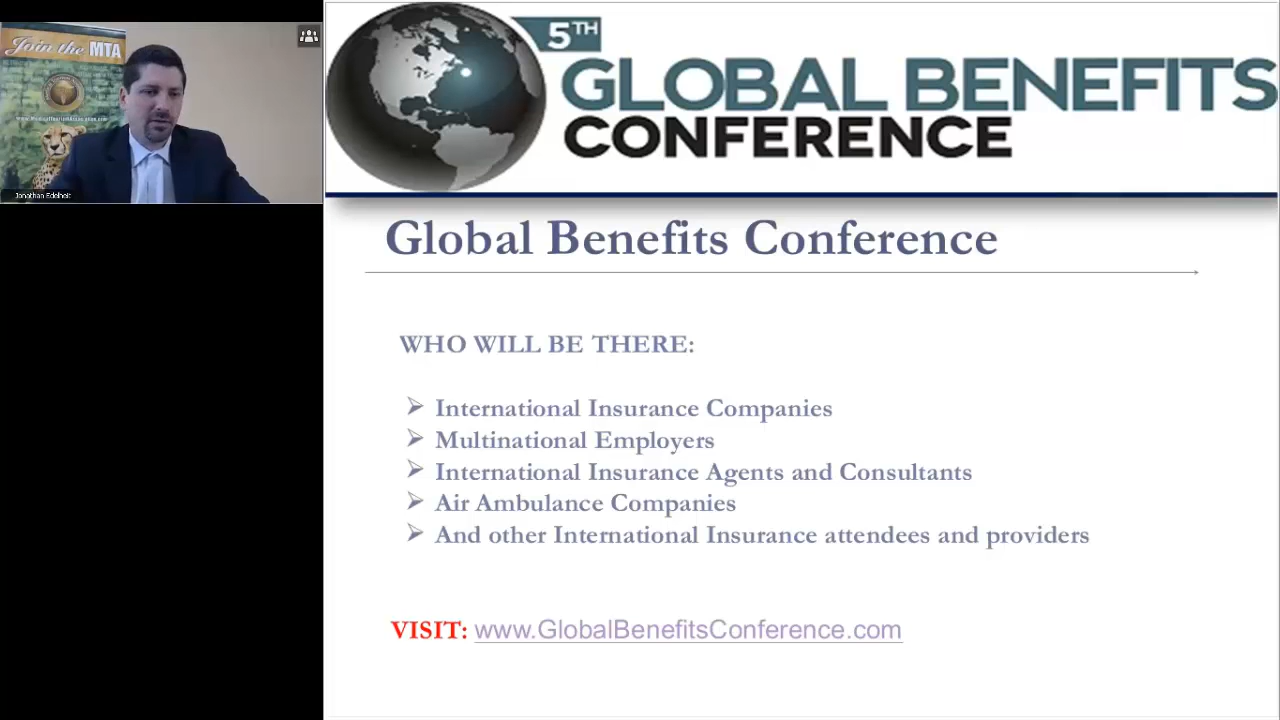 Join the MTA
Jonathan Edelheit
5TH
GLOBAL BENEFITS
CONFERENCE
Global Benefits Conference
WHO WILL BE THERE:
International Insurance Companies
Multinational Employers
International Insurance Agents and Consultants
Air Ambulance Companies
And other International Insurance attendees and providers
VISIT: www.GlobalBenefitsConference.com